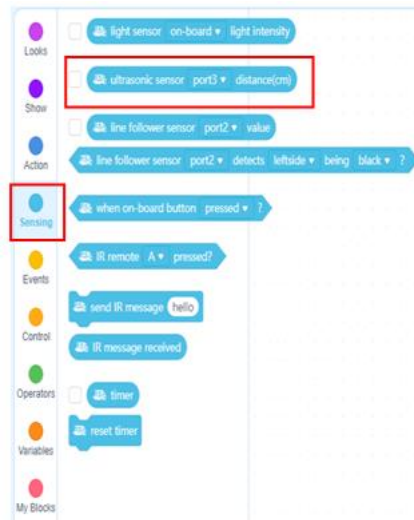 light sensor on-board ▾ light intensity
Looks
ultrasonic sensor port3 ▾ distance(cm)
Show
line follower sensor port2 ▾ value
Action
line follower sensor port2 ▾ detects leftside ▾ being black ▾ ?
Sensing
when on-board button pressed ▾ ?
Events
IR remote A ▾ pressed?
send IR message hello
Control
IR message received
Operators
timer
Variables
reset timer
My Blocks